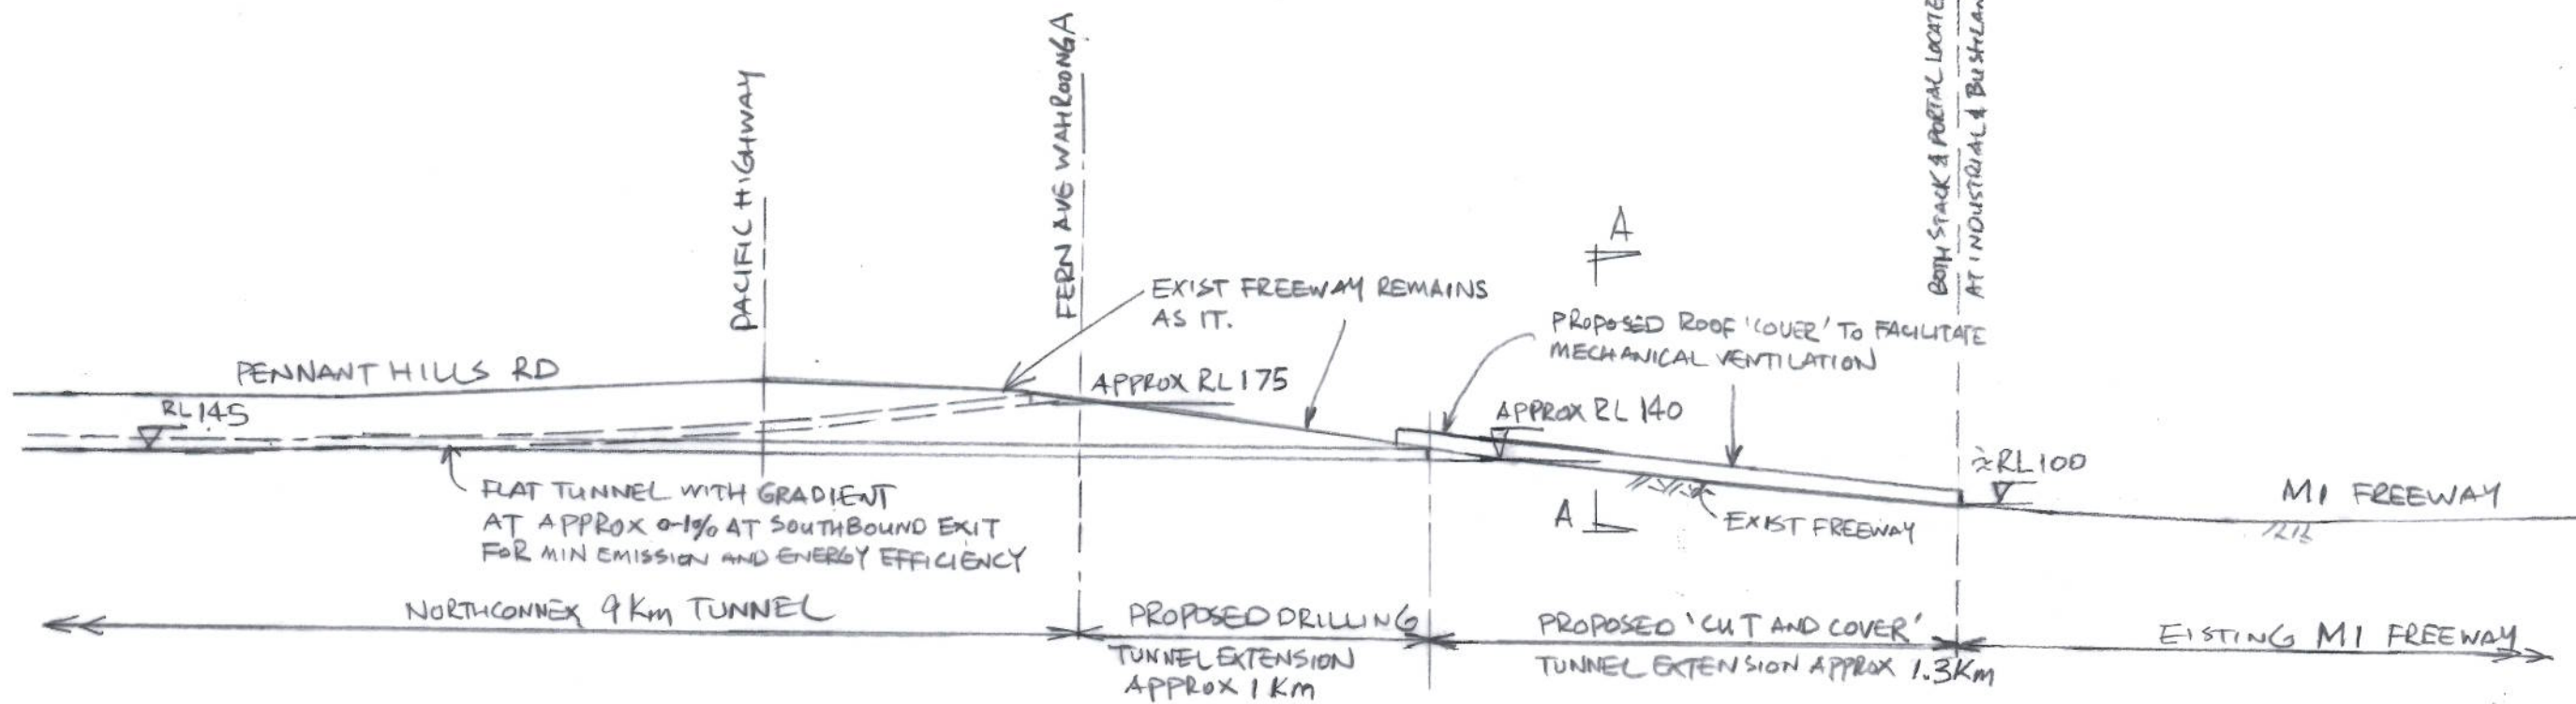 PACIFIC HIGHWAY
FERN AVE WAHROONGA
BOTH STACK & PORTAL LOCATE
AT INDUSTRIAL & BUSHLAN
A
EXIST FREEWAY REMAINS
AS IT.
PROPOSED ROOF 'COVER' TO FACILITATE
MECHANICAL VENTILATION
PENNANT HILLS RD
APPROX RL 175
RL 145
APPROX RL 140
≈RL100
M1 FREEWAY
FLAT TUNNEL WITH GRADIENT
AT APPROX 0-1% AT SOUTHBOUND EXIT
FOR MIN EMISSION AND ENERGY EFFICIENCY
A
EXIST FREEWAY
NORTHCONNEX 9 Km TUNNEL
PROPOSED DRILLING
TUNNEL EXTENSION
APPROX 1 KM
PROPOSED 'CUT AND COVER'
TUNNEL EXTENSION APPROX 1.3Km
EISTING M1 FREEWAY